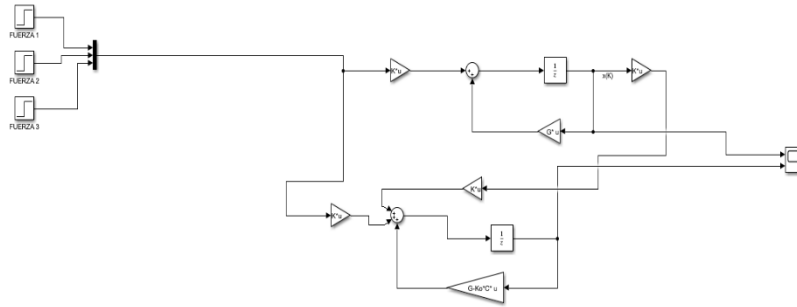 FUERZA 1
FUERZA 2
FUERZA 3
K*u
1
z
x(K)
K*u
G* u
K*u
K*u
1
z
G-Ko*C* u